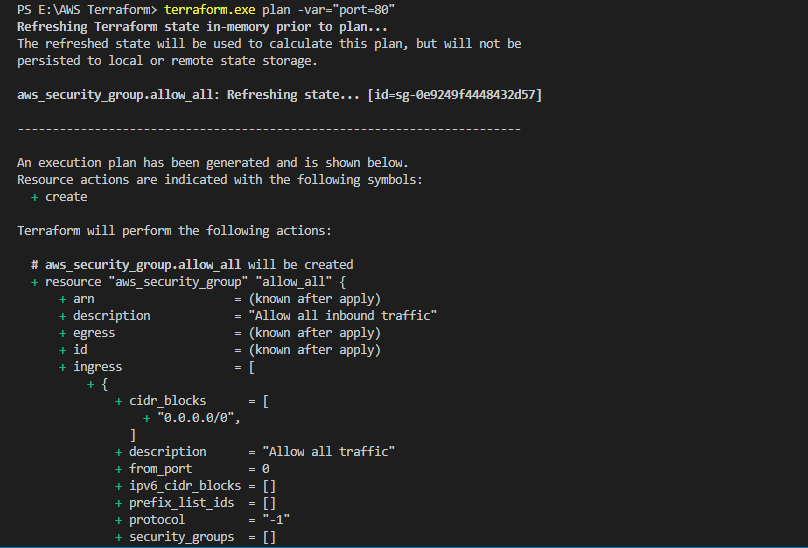 PS E:\AWS Terraform> terraform.exe plan -var="port=80"
Refreshing Terraform state in-memory prior to plan...
The refreshed state will be used to calculate this plan, but will not be
persisted to local or remote state storage.
aws_security_group.allow_all: Refreshing state... [id=sg-0e9249f4448432d57]
------------------------------------------------------------------------
An execution plan has been generated and is shown below.
Resource actions are indicated with the following symbols:
+ create
Terraform will perform the following actions:
# aws_security_group.allow_all will be created
+ resource "aws_security_group" "allow_all" {
+ arn = (known after apply)
+ description = "Allow all inbound traffic"
+ egress = (known after apply)
+ id = (known after apply)
+ ingress = [
+ {
+ cidr_blocks = [
+ "0.0.0.0/0",
]
+ description = "Allow all traffic"
+ from_port = 0
+ ipv6_cidr_blocks = []
+ prefix_list_ids = []
+ protocol = "-1"
+ security_groups = []